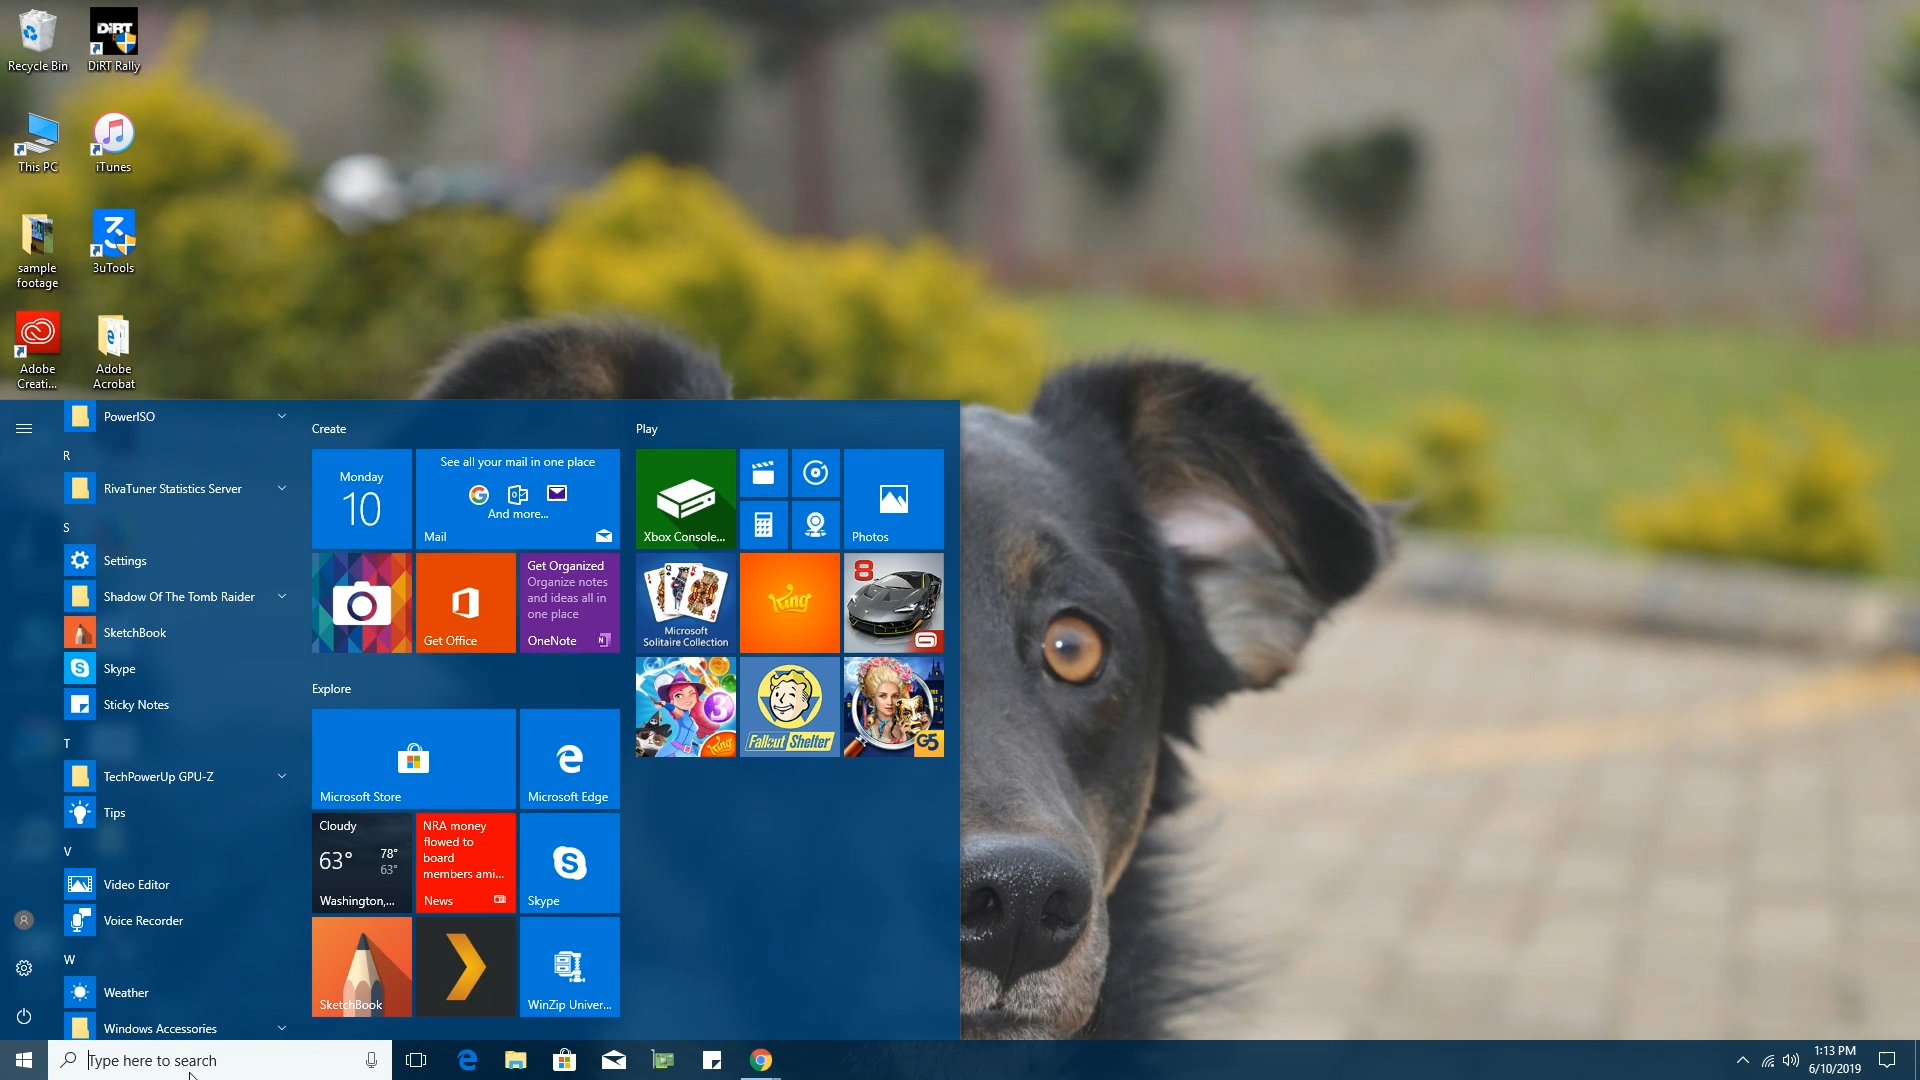 Recycle Bin
DiRT
DiRT Rally
This PC
iTunes
sample
footage
3uTools
Adobe
Creati...
Adobe
Acrobat
PowerISO
R
RivaTuner Statistics Server
S
Settings
Shadow Of The Tomb Raider
SketchBook
Skype
Sticky Notes
T
TechPowerUp GPU-Z
Tips
V
Video Editor
Voice Recorder
W
Weather
Windows Accessories
Create
Monday
10
See all your mail in one place
And more...
Mail
Get Office
Get Organized
Organize notes
and ideas all in
one place
OneNote
Explore
Microsoft Store
Microsoft Edge
Cloudy
63°
78°
63°
Washington,...
NRA money
flowed to
board
members ami...
News
Skype
SketchBook
WinZip Univer...
Play
Xbox Console...
Photos
Microsoft
Solitaire Collection
King
8
3
King
Fallout Shelter
G5
Type here to search
1:13 PM
6/10/2019